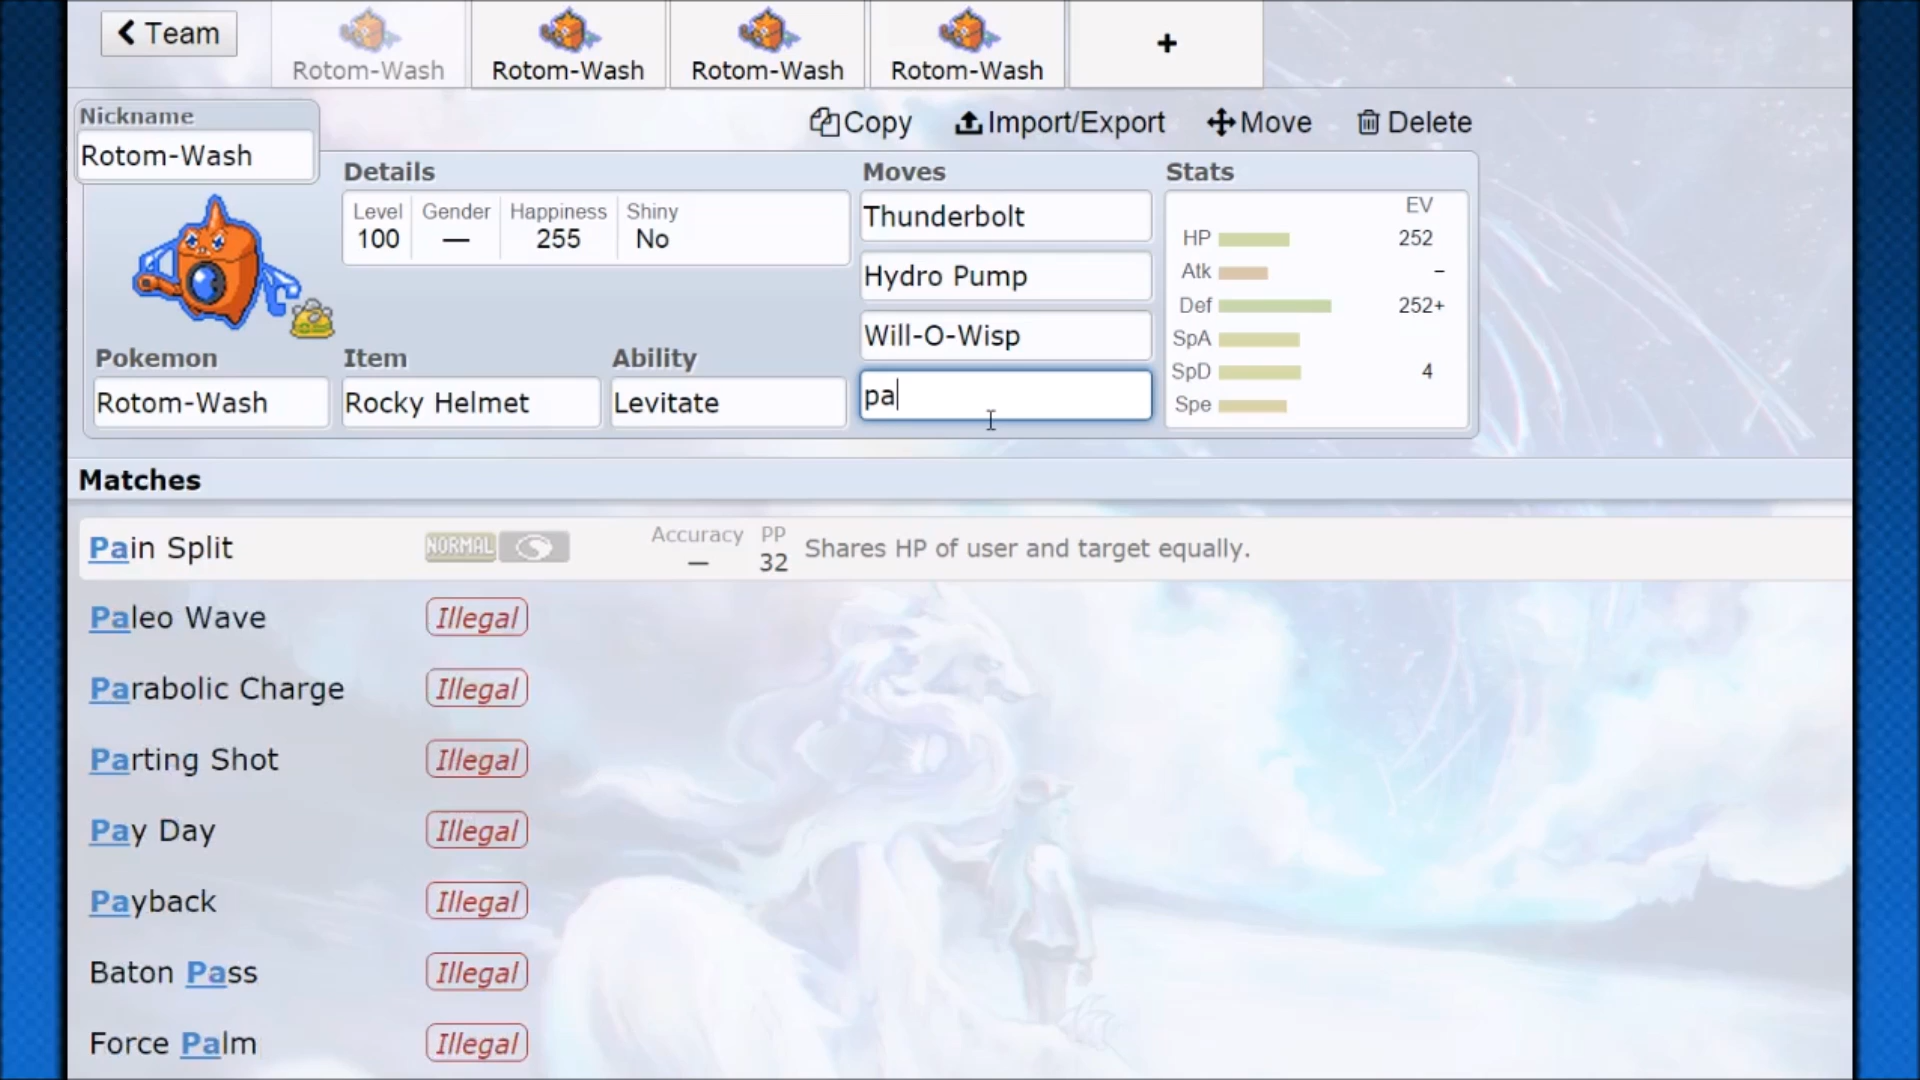 Team
Rotom-Wash
Rotom-Wash
Rotom-Wash
Rotom-Wash
+
Nickname
Rotom-Wash
Copy
Import/Export
Move
Delete
Details
Level
100
Gender
—
Happiness
255
Shiny
No
Pokemon
Rotom-Wash
Item
Rocky Helmet
Ability
Levitate
Moves
Thunderbolt
Hydro Pump
Will-O-Wisp
pa
Stats
EV
HP 252
Atk –
Def 252+
SpA
SpD 4
Spe
Matches
Pain Split NORMAL Accuracy — PP 32 Shares HP of user and target equally.
Paleo Wave Illegal
Parabolic Charge Illegal
Parting Shot Illegal
Pay Day Illegal
Payback Illegal
Baton Pass Illegal
Force Palm Illegal